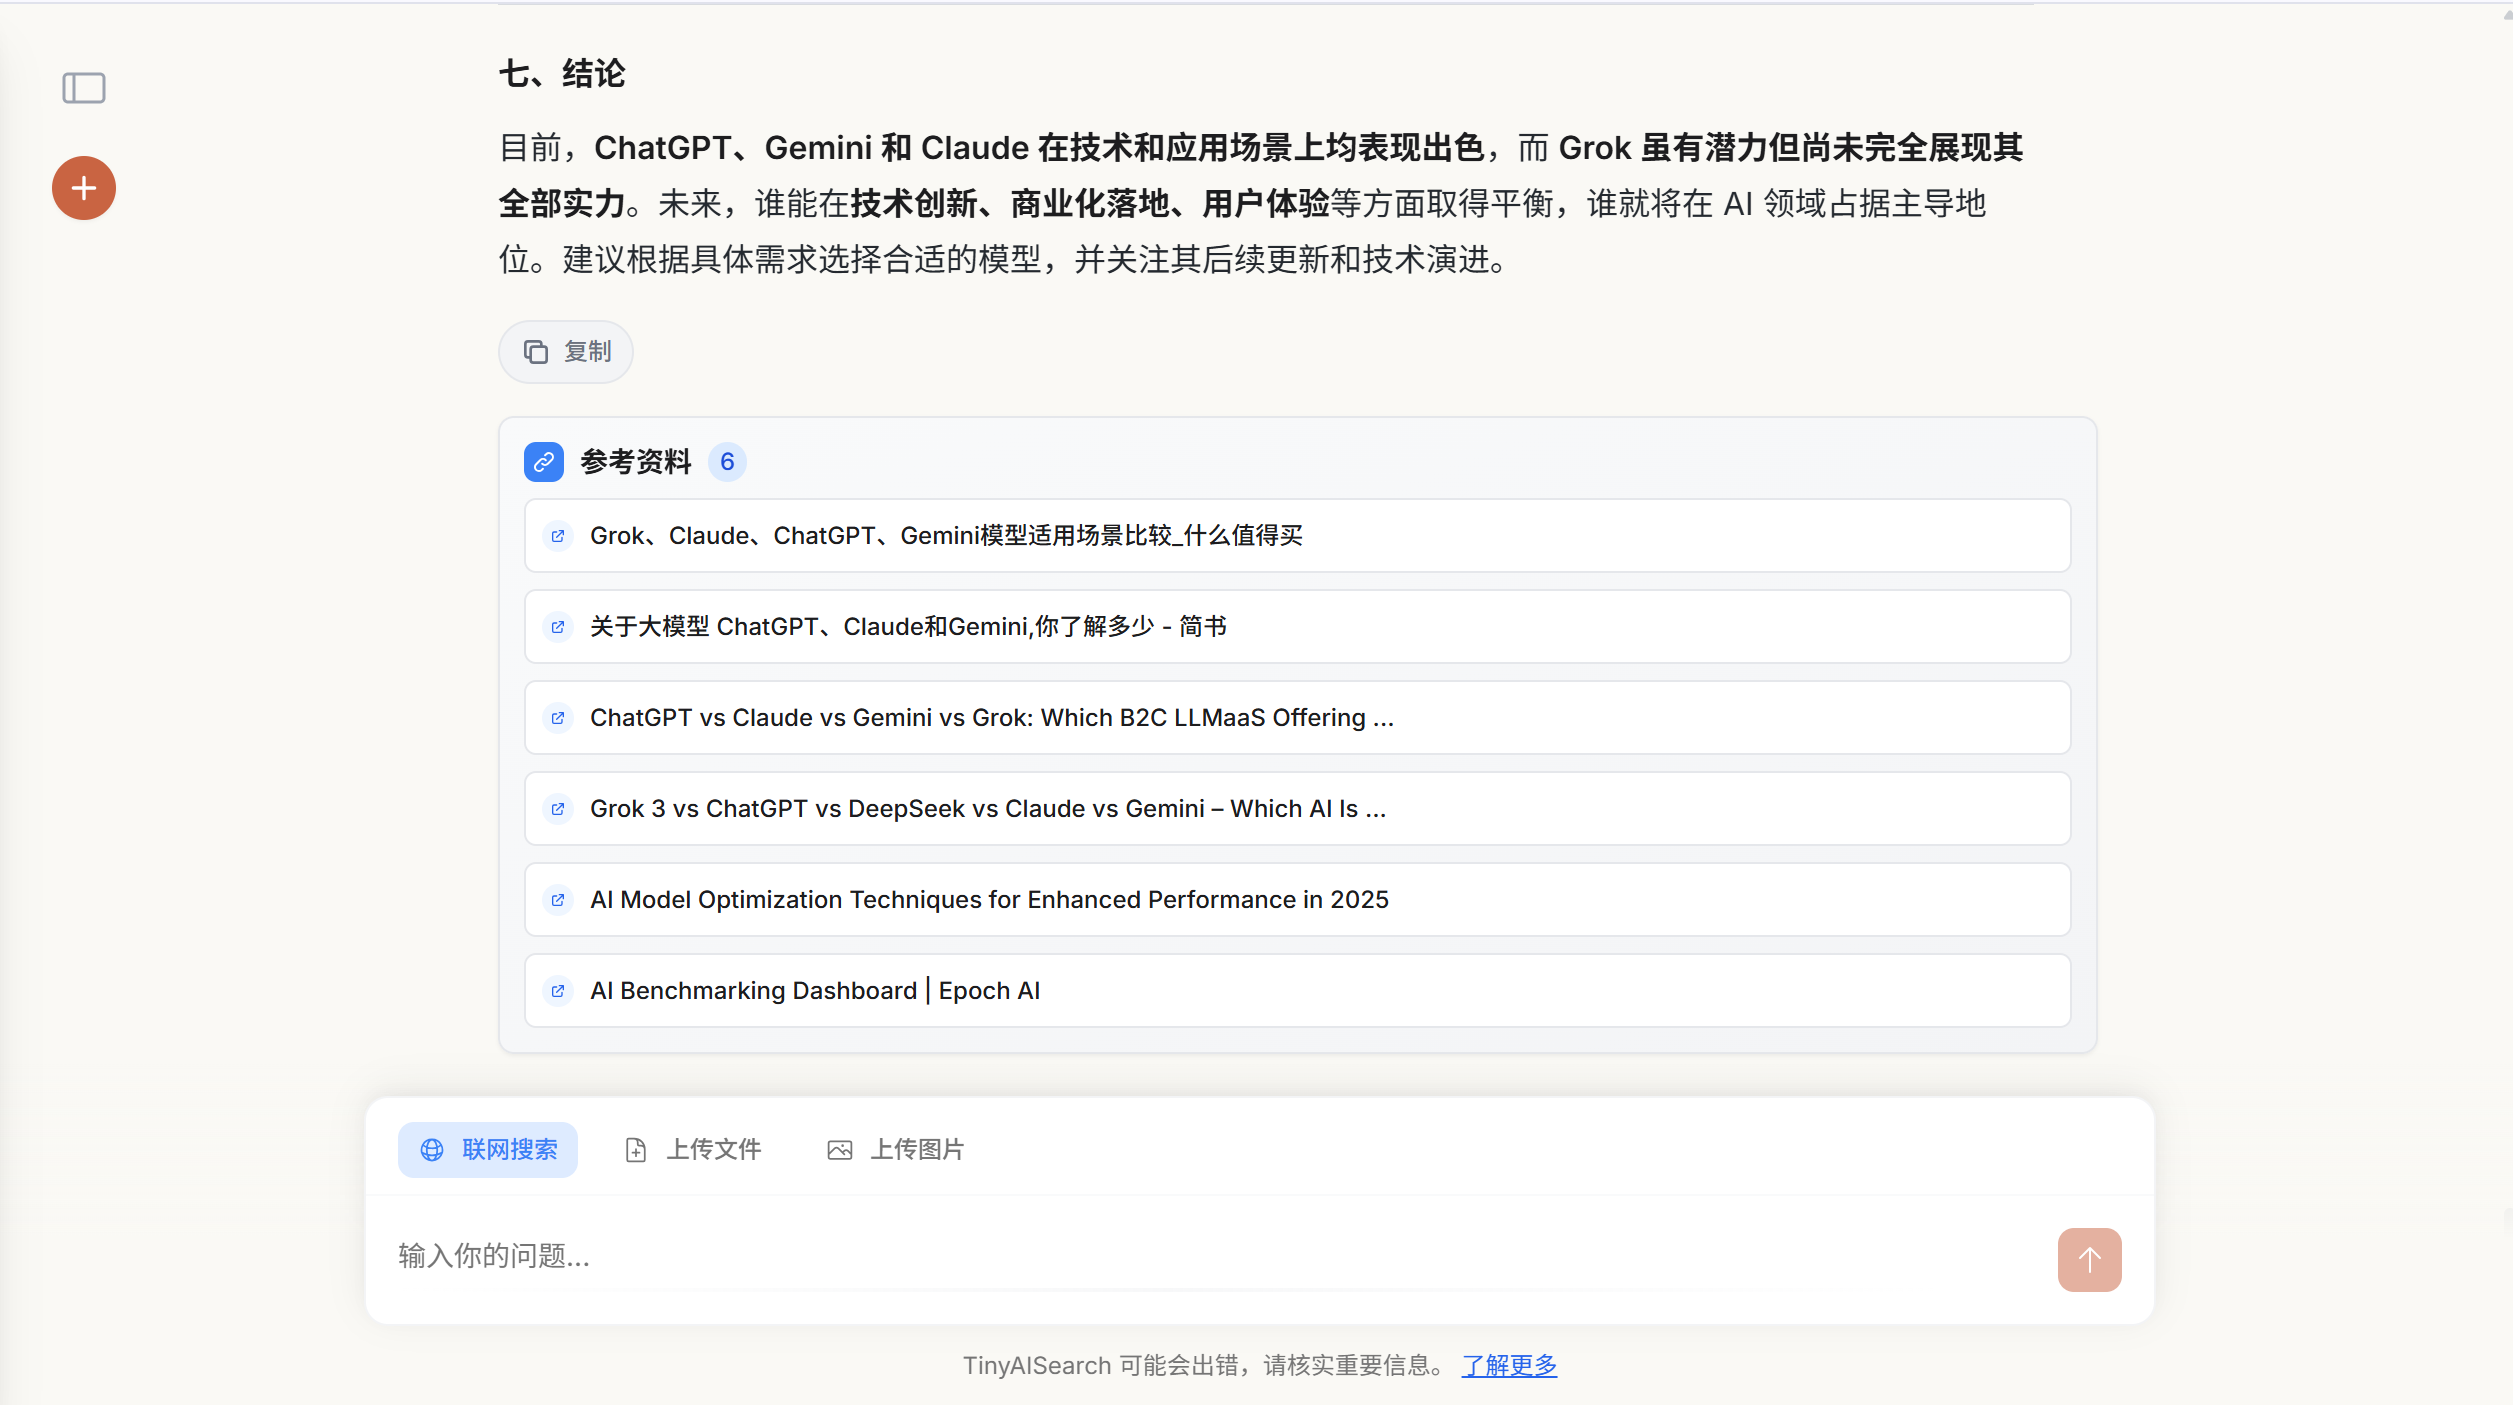 七、结论
目前，ChatGPT、Gemini 和 Claude 在技术和应用场景上均表现出色，而 Grok 虽有潜力但尚未完全展现其
全部实力。未来，谁能在技术创新、商业化落地、用户体验等方面取得平衡，谁就将在 AI 领域占据主导地
位。建议根据具体需求选择合适的模型，并关注其后续更新和技术演进。
复制
参考资料 6
Grok、Claude、ChatGPT、Gemini模型适用场景比较_什么值得买
关于大模型 ChatGPT、Claude和Gemini,你了解多少 - 简书
ChatGPT vs Claude vs Gemini vs Grok: Which B2C LLMaaS Offering ...
Grok 3 vs ChatGPT vs DeepSeek vs Claude vs Gemini – Which AI Is ...
AI Model Optimization Techniques for Enhanced Performance in 2025
AI Benchmarking Dashboard | Epoch AI
联网搜索 上传文件 上传图片
输入你的问题...
TinyAISearch 可能会出错，请核实重要信息。 了解更多